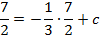 7/2 = −1/3 · 7/2 + c